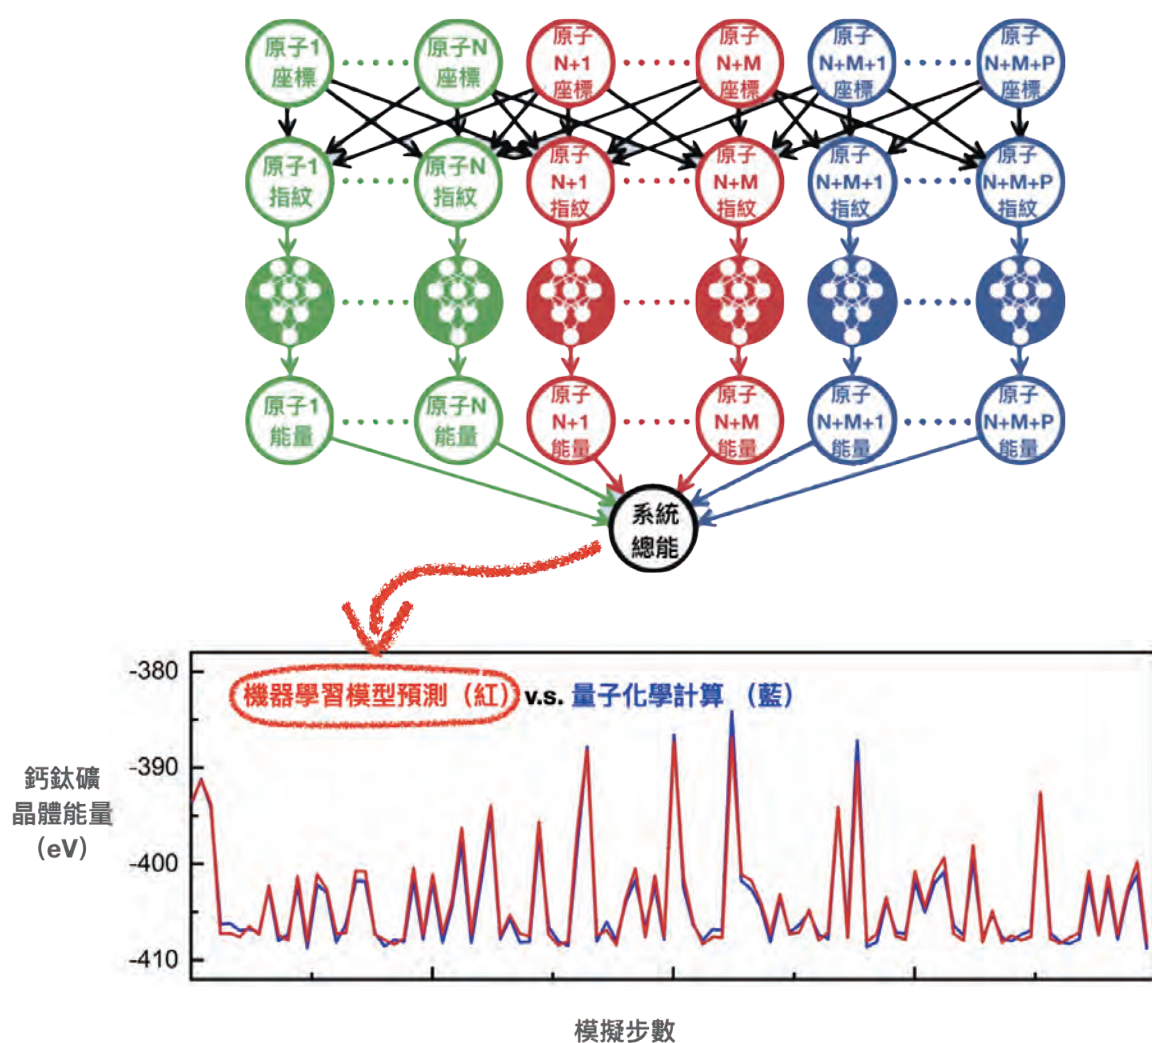 原子1
座標
原子N
座標
原子
N+1
座標
原子
N+M
座標
原子
N+M+1
座標
原子
N+M+P
座標
原子1
指紋
原子N
指紋
原子
N+1
指紋
原子
N+M
指紋
原子
N+M+1
指紋
原子
N+M+P
指紋
原子1
能量
原子N
能量
原子
N+1
能量
原子
N+M
能量
原子
N+M+1
能量
原子
N+M+P
能量
系統
總能
機器學習模型預測（紅）v.s. 量子化學計算 （藍）
-380
-390
-400
-410
鈣鈦礦
晶體能量
（eV）
模擬步數